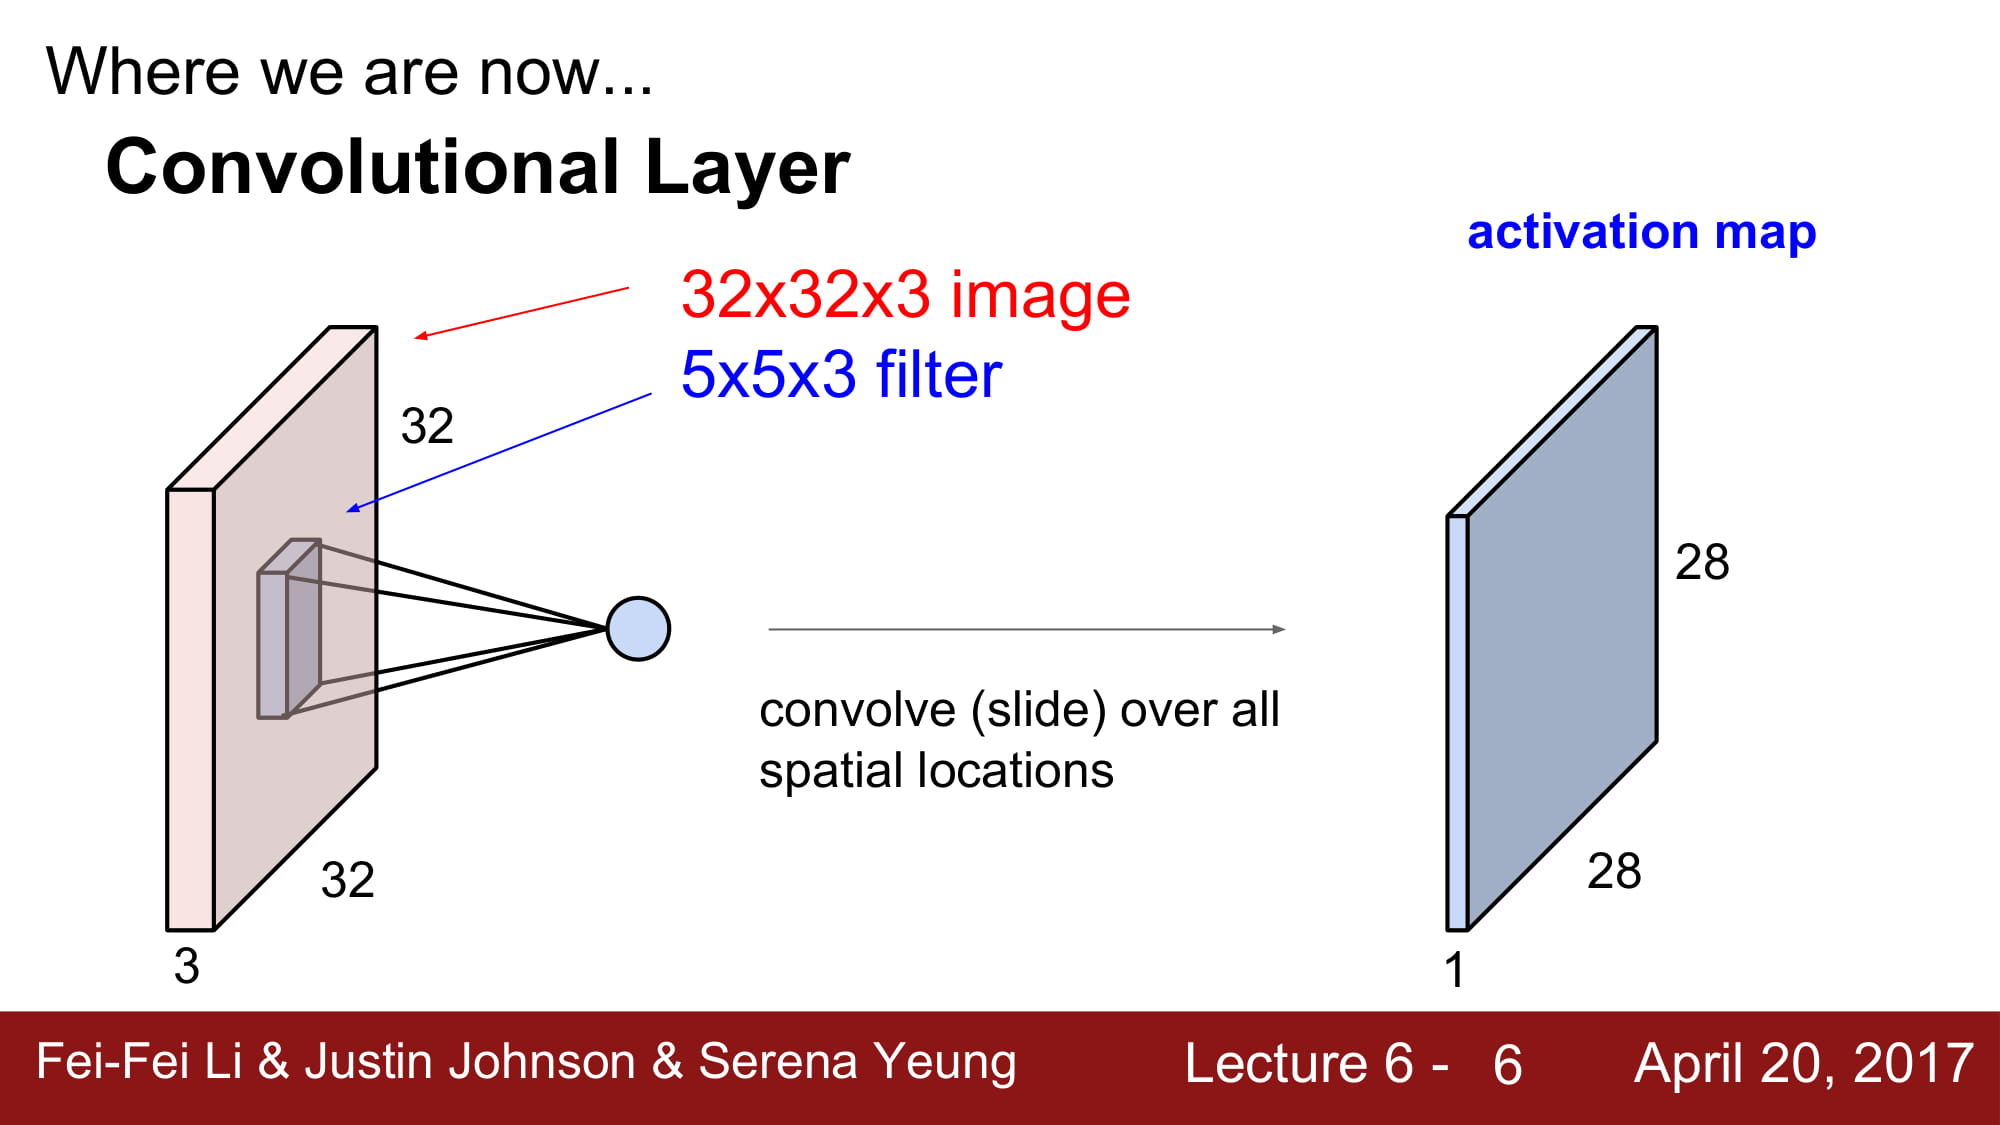 Where we are now...
Convolutional Layer
activation map
32x32x3 image
5x5x3 filter
32
28
convolve (slide) over all
spatial locations
32
28
3
1
Fei-Fei Li & Justin Johnson & Serena Yeung
Lecture 6 - 6
April 20, 2017